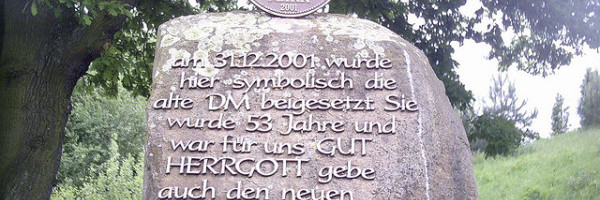 2001
am 31.12.2001 wurde
hier symbolisch die
alte DM beigesetzt. Sie
wurde 53 Jahre und
war für uns GUT
HERRGOTT gebe
auch den neuen